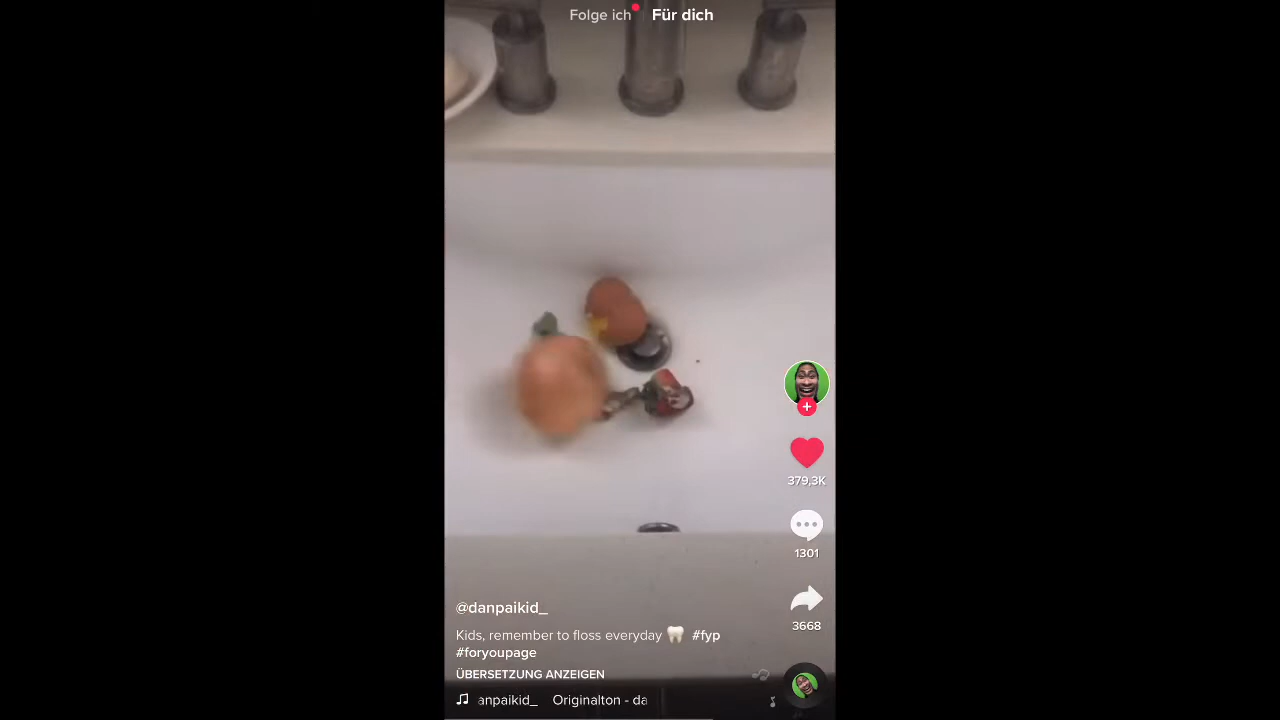 Folge ich Für dich
379,3K
1301
3668
@danpaikid_
Kids, remember to floss everyday 🦷 #fyp
#foryoupage
ÜBERSETZUNG ANZEIGEN
anpaikid_ Originalton - da